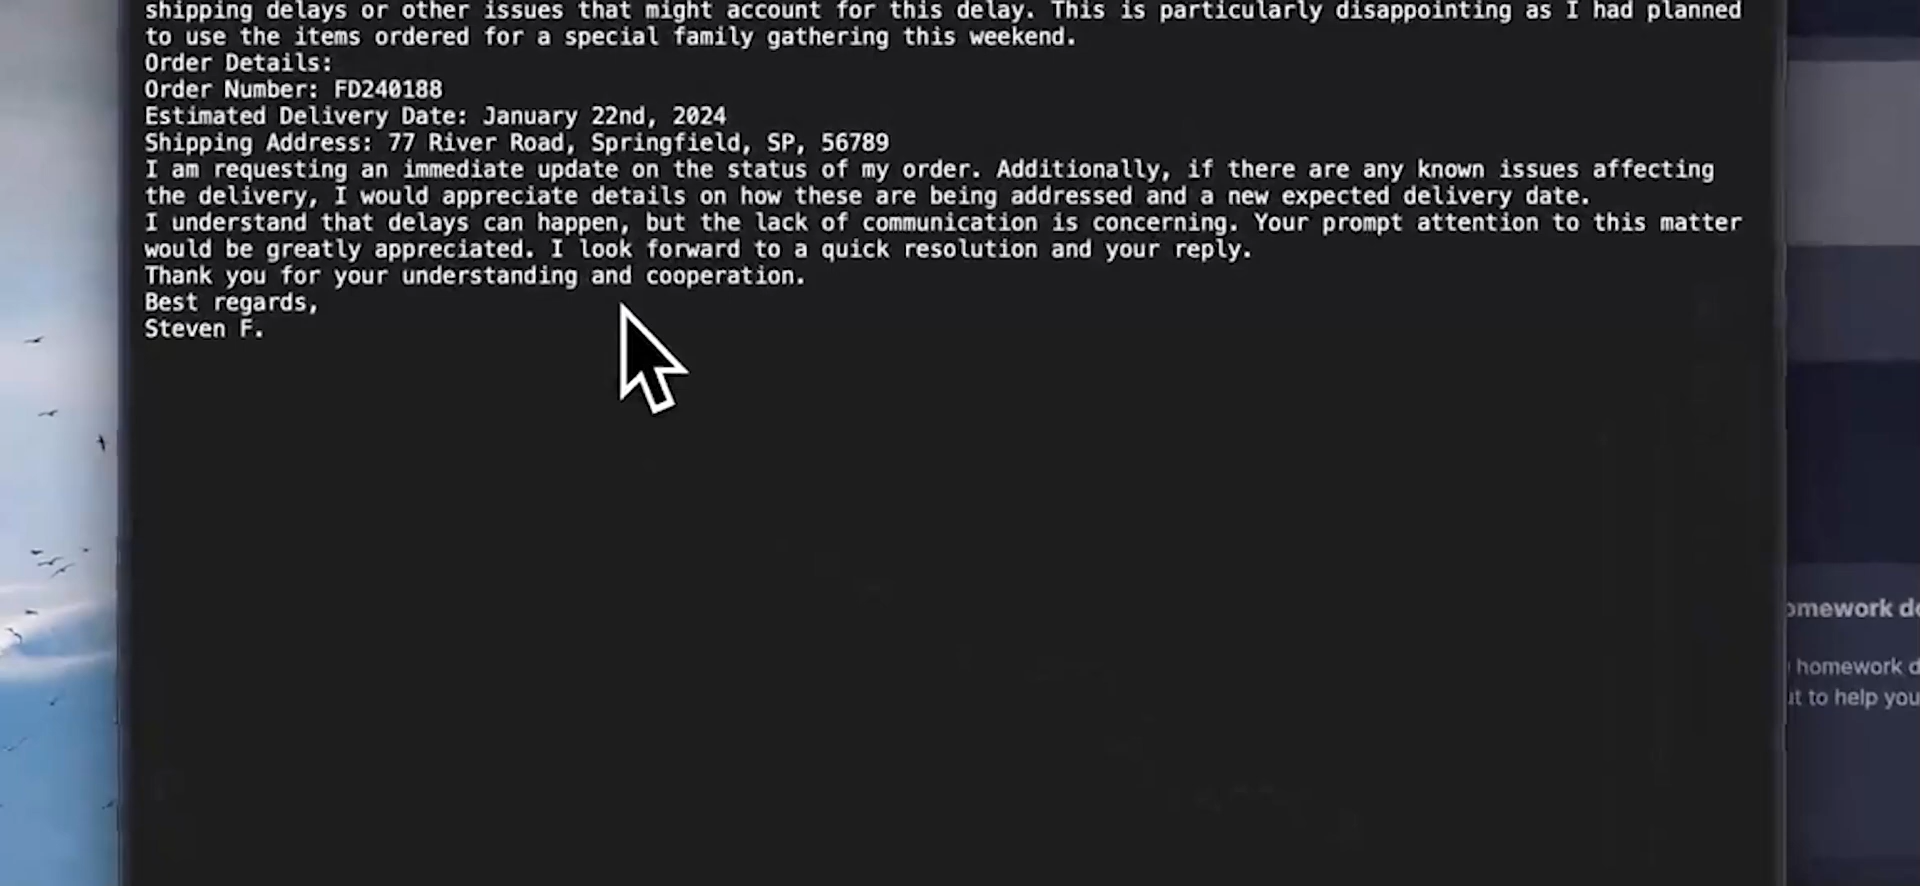 shipping delays or other issues that might account for this delay. This is particularly disappointing as I had planned
to use the items ordered for a special family gathering this weekend.
Order Details:
Order Number: FD240188
Estimated Delivery Date: January 22nd, 2024
Shipping Address: 77 River Road, Springfield, SP, 56789
I am requesting an immediate update on the status of my order. Additionally, if there are any known issues affecting
the delivery, I would appreciate details on how these are being addressed and a new expected delivery date.
I understand that delays can happen, but the lack of communication is concerning. Your prompt attention to this matter
would be greatly appreciated. I look forward to a quick resolution and your reply.
Thank you for your understanding and cooperation.
Best regards,
Steven F.
homework d
to help you